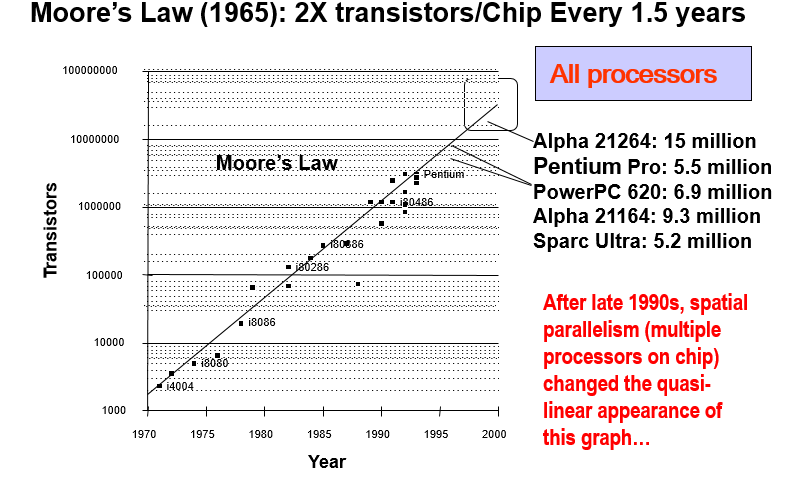 Moore's Law (1965): 2X transistors/Chip Every 1.5 years
All processors
100000000
10000000
1000000
100000
10000
1000
Transistors
Moore's Law
Pentium
i80486
i80386
i80286
i8086
i8080
i4004
1970
1975
1980
1985
1990
1995
2000
Year
Alpha 21264: 15 million
Pentium Pro: 5.5 million
PowerPC 620: 6.9 million
Alpha 21164: 9.3 million
Sparc Ultra: 5.2 million
After late 1990s, spatial
parallelism (multiple
processors on chip)
changed the quasi-
linear appearance of
this graph…